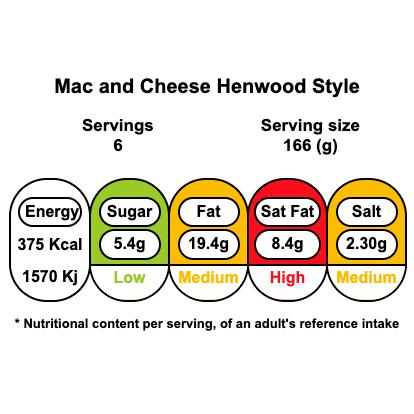 Mac and Cheese Henwood Style
Servings Serving size
6 166 (g)
Energy Sugar Fat Sat Fat Salt
375 Kcal 5.4g 19.4g 8.4g 2.30g
1570 Kj Low Medium High Medium
* Nutritional content per serving, of an adult's reference intake